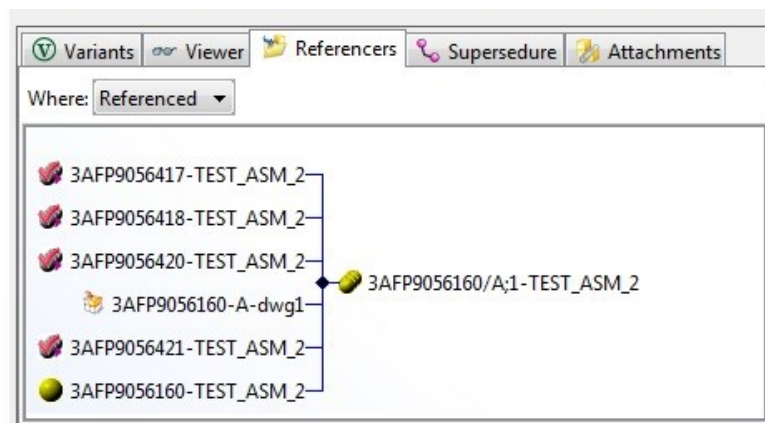 Variants Viewer Referencers Supersedure Attachments
Where: Referenced
3AFP9056417-TEST_ASM_2
3AFP9056418-TEST_ASM_2
3AFP9056420-TEST_ASM_2
3AFP9056160/A;1-TEST_ASM_2
3AFP9056160-A-dwg1
3AFP9056421-TEST_ASM_2
3AFP9056160-TEST_ASM_2